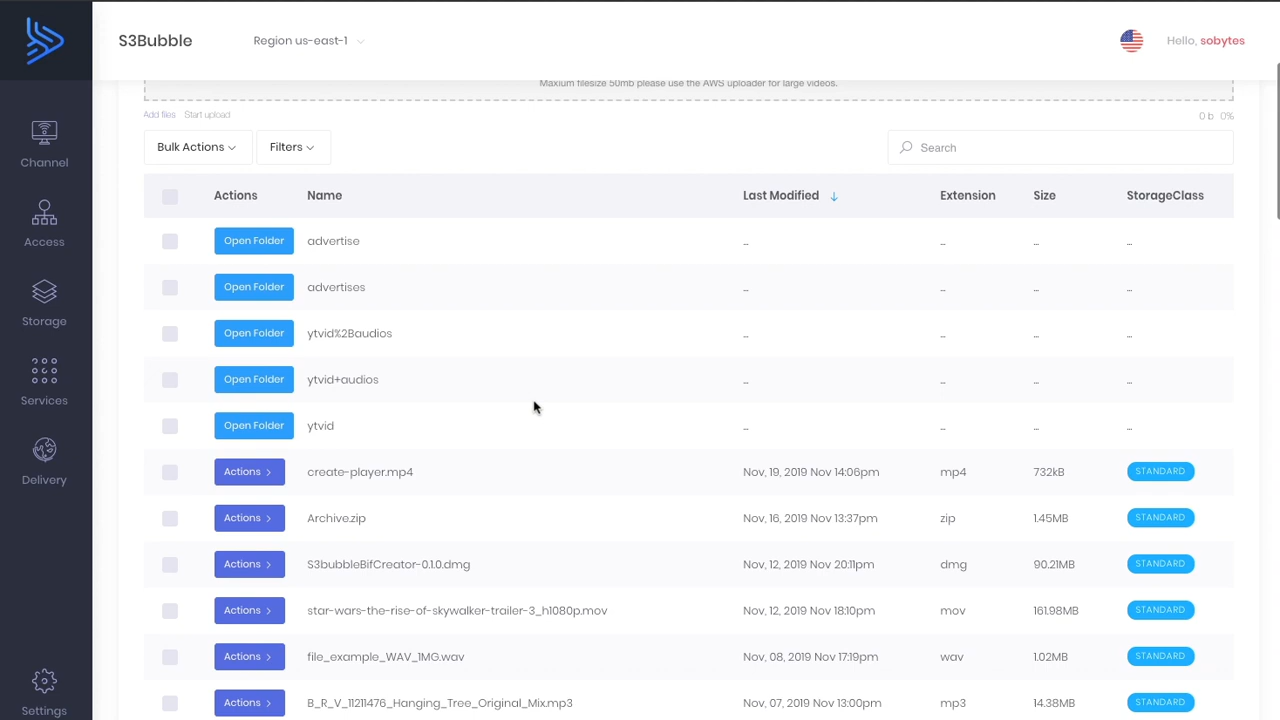 S3Bubble
Region us-east-1
Hello, sobytes
Maxium filesize 50mb please use the AWS uploader for large videos.
Add files Start upload 0 b 0%
Bulk Actions Filters Search
Actions Name Last Modified Extension Size StorageClass
Open Folder advertise -- -- -- --
Open Folder advertises -- -- -- --
Open Folder ytvid%2Baudios -- -- -- --
Open Folder ytvid+audios -- -- -- --
Open Folder ytvid -- -- -- --
Actions create-player.mp4 Nov, 19, 2019 Nov 14:06pm mp4 732kB STANDARD
Actions Archive.zip Nov, 16, 2019 Nov 13:37pm zip 1.45MB STANDARD
Actions S3bubbleBifCreator-0.1.0.dmg Nov, 12, 2019 Nov 20:11pm dmg 90.21MB STANDARD
Actions star-wars-the-rise-of-skywalker-trailer-3_h1080p.mov Nov, 12, 2019 Nov 18:10pm mov 161.98MB STANDARD
Actions file_example_WAV_1MG.wav Nov, 08, 2019 Nov 17:19pm wav 1.02MB STANDARD
Actions B_R_V_11211476_Hanging_Tree_Original_Mix.mp3 Nov, 07, 2019 Nov 13:00pm mp3 14.38MB STANDARD
Channel
Access
Storage
Services
Delivery
Settings